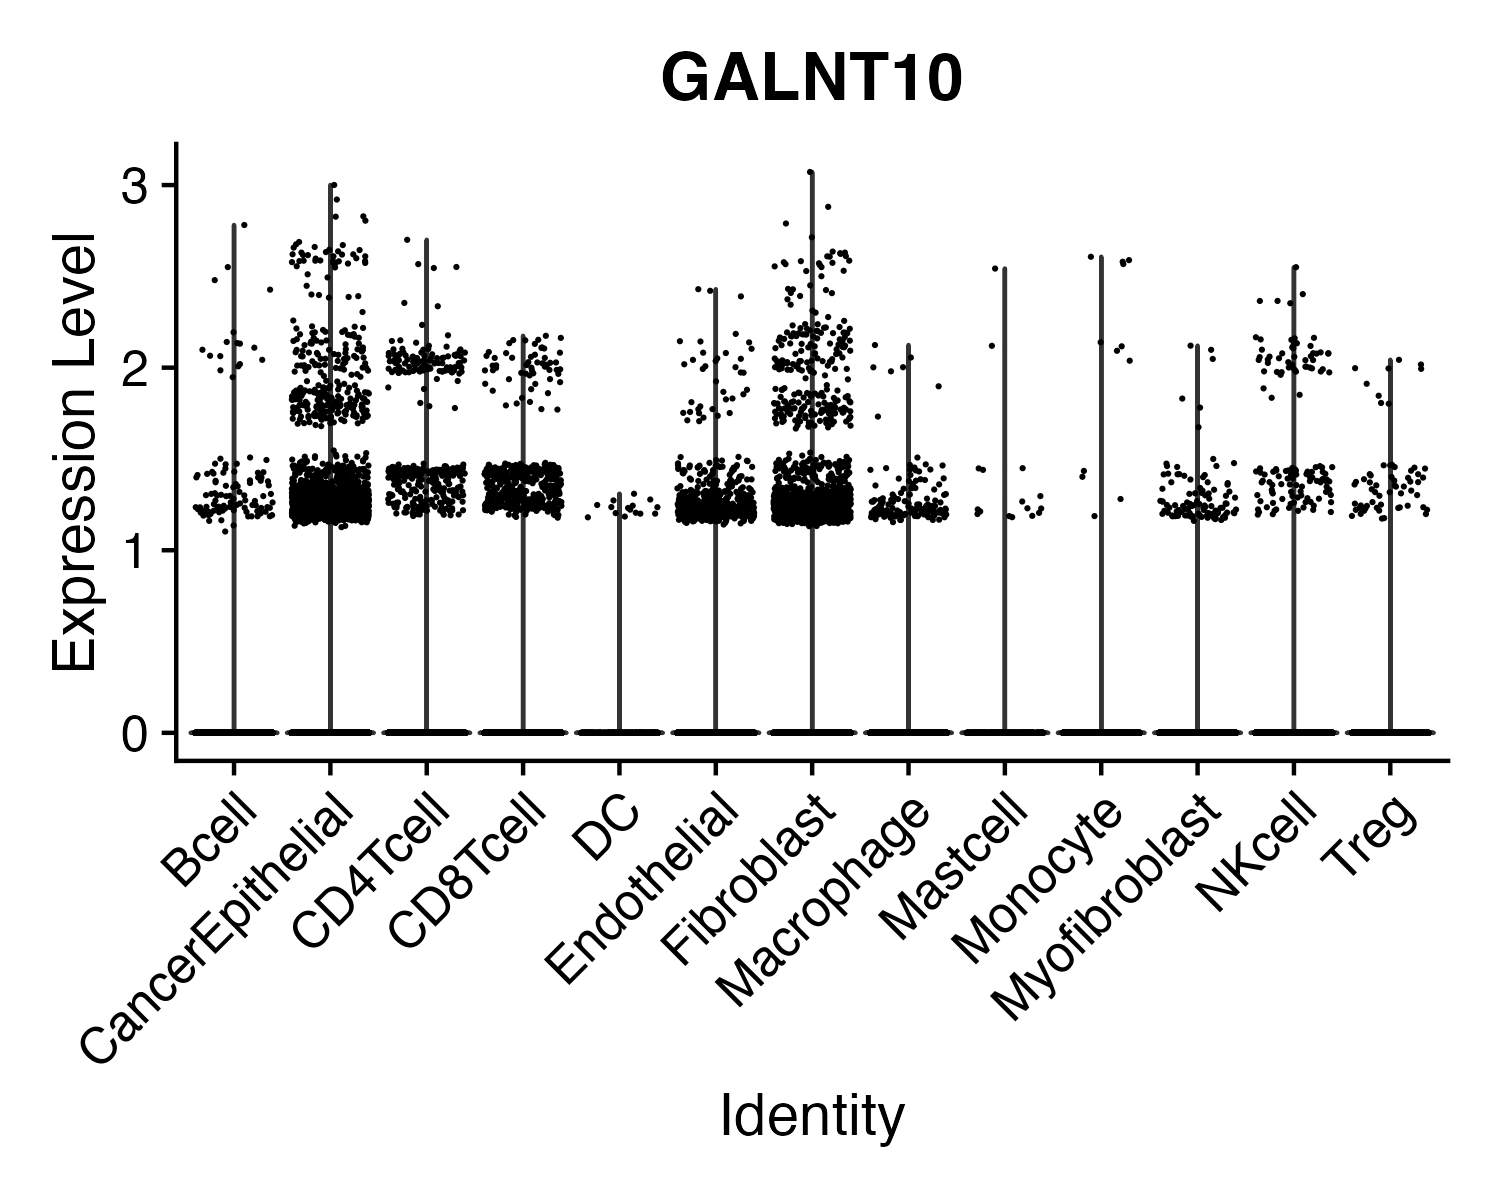 GALNT10
Expression Level
3
2
1
0
Bcell
CancerEpithelial
CD4Tcell
CD8Tcell
DC
Endothelial
Fibroblast
Macrophage
Mastcell
Monocyte
Myofibroblast
NKcell
Treg
Identity